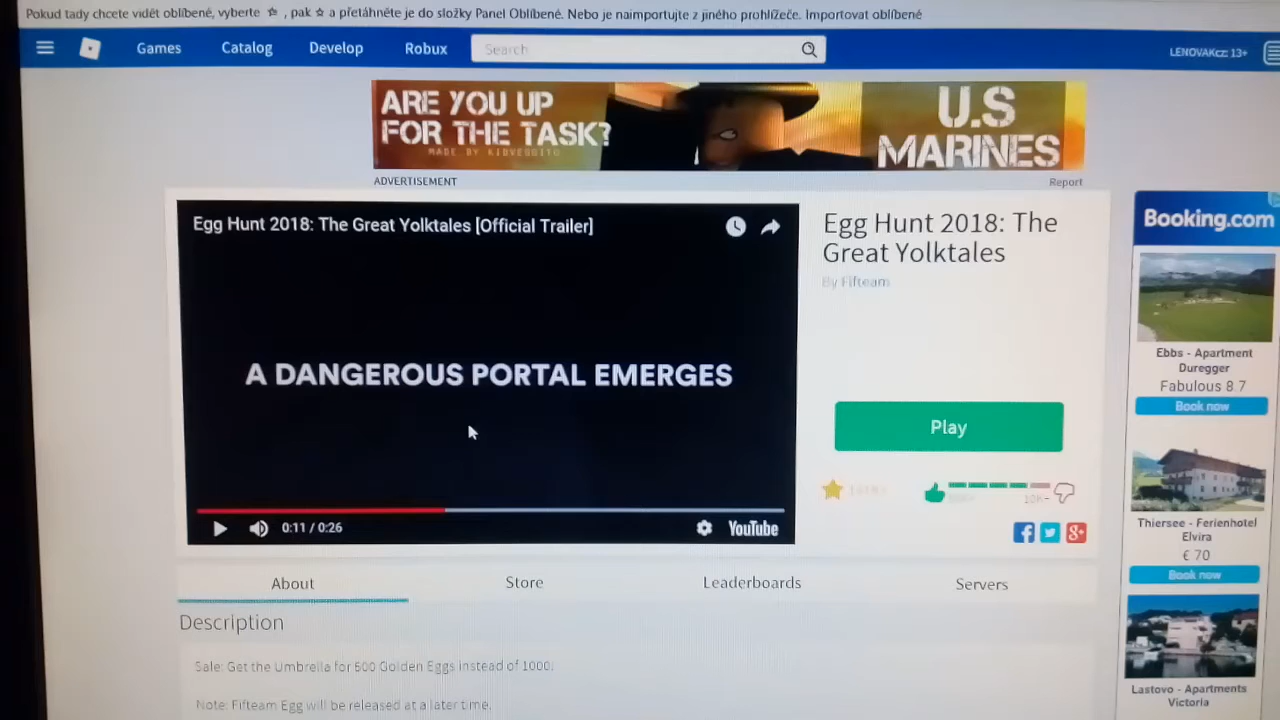 Pokud tady chcete vidět oblíbené, vyberte ☆ , pak ☆ a přetáhněte je do složky Panel Oblíbené. Nebo je naimportujte z jiného prohlížeče. Importovat oblíbené
Games Catalog Develop Robux Search LENOVAKcz: 13+
ARE YOU UP
FOR THE TASK?
MADE BY KIDVESBITO
U.S
MARINES
ADVERTISEMENT Report
Egg Hunt 2018: The Great Yolktales [Official Trailer]
A DANGEROUS PORTAL EMERGES
0:11 / 0:26 YouTube
Egg Hunt 2018: The
Great Yolktales
By Fifteam
Play
Booking.com
Ebbs - Apartment
Duregger
Fabulous 8.7
Book now
Thiersee - Ferienhotel
Elvira
€ 70
Book now
Lastovo - Apartments
Victoria
About Store Leaderboards Servers
Description
Sale: Get the Umbrella for 500 Golden Eggs instead of 1000.
Note: Fifteam Egg will be released at a later time.